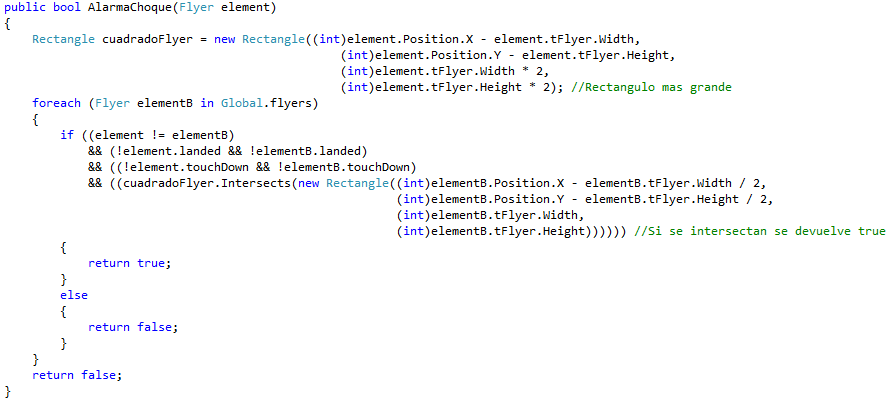 public bool AlarmaChoque(Flyer element)
{
    Rectangle cuadradoFlyer = new Rectangle((int)element.Position.X - element.tFlyer.Width,
                                            (int)element.Position.Y - element.tFlyer.Height,
                                            (int)element.tFlyer.Width * 2,
                                            (int)element.tFlyer.Height * 2); //Rectangulo mas grande
    foreach (Flyer elementB in Global.flyers)
    {
        if ((element != elementB)
            && (!element.landed && !elementB.landed)
            && ((!element.touchDown && !elementB.touchDown)
            && ((cuadradoFlyer.Intersects(new Rectangle((int)elementB.Position.X - elementB.tFlyer.Width / 2,
                                                        (int)elementB.Position.Y - elementB.tFlyer.Height / 2,
                                                        (int)elementB.tFlyer.Width,
                                                        (int)elementB.tFlyer.Height)))))) //Si se intersectan se devuelve true
        {
            return true;
        }
        else
        {
            return false;
        }
    }
    return false;
}